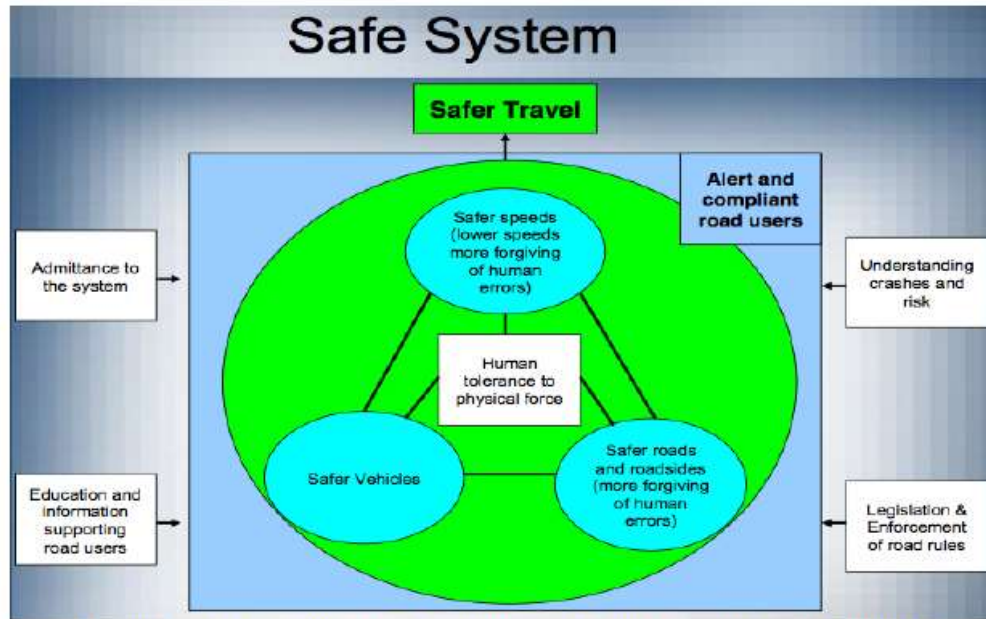 Safe System
Safer Travel
Alert and
compliant
road users
Safer speeds
(lower speeds
more forgiving
of human
errors)
Admittance to
the system
Understanding
crashes and
risk
Human
tolerance to
physical force
Safer Vehicles
Safer roads
and roadsides
(more forgiving
of human
errors)
Education and
information
supporting
road users
Legislation &
Enforcement
of road rules